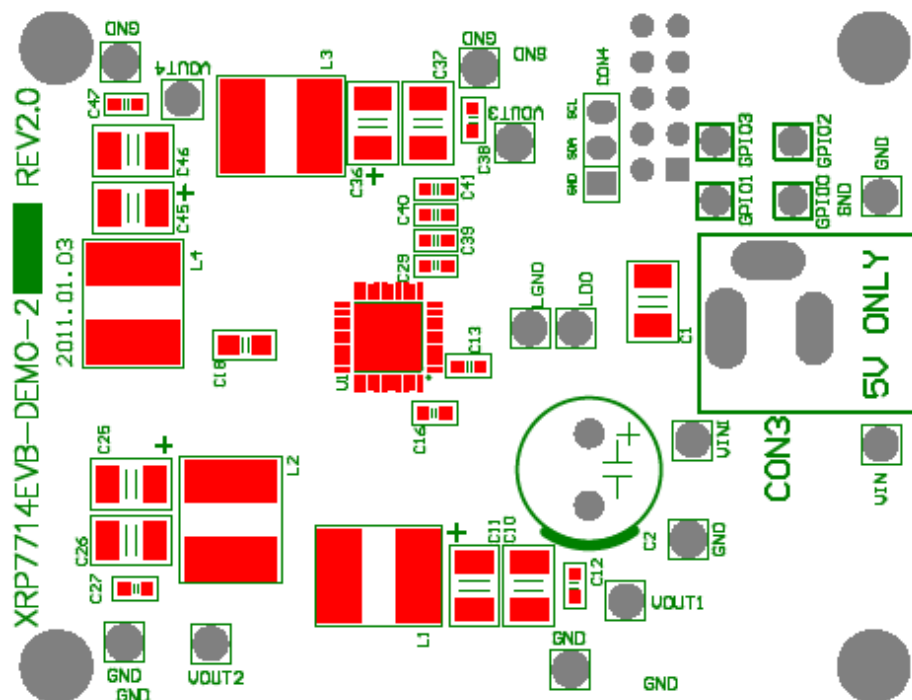 GND
VOUT4
C47
C46
C45
L4
XRP7714EVB-DEMO-2 REV2.0
2011.01.03
L3
C37
C36
GND
GND
VOUT3
C38
C41
C40
C39
C29
CON4
SCL
SDA
GND
GPIO3
GPIO2
GPIO1
GPIO0
GND
GND
LGND
LDO
C1
5V ONLY
CON3
U1
C13
C18
C16
VIN1
VIN
C2
GND
C25
C26
C27
L2
L1
C11
C10
C12
VOUT1
GND
GND
GND
GND
VOUT2